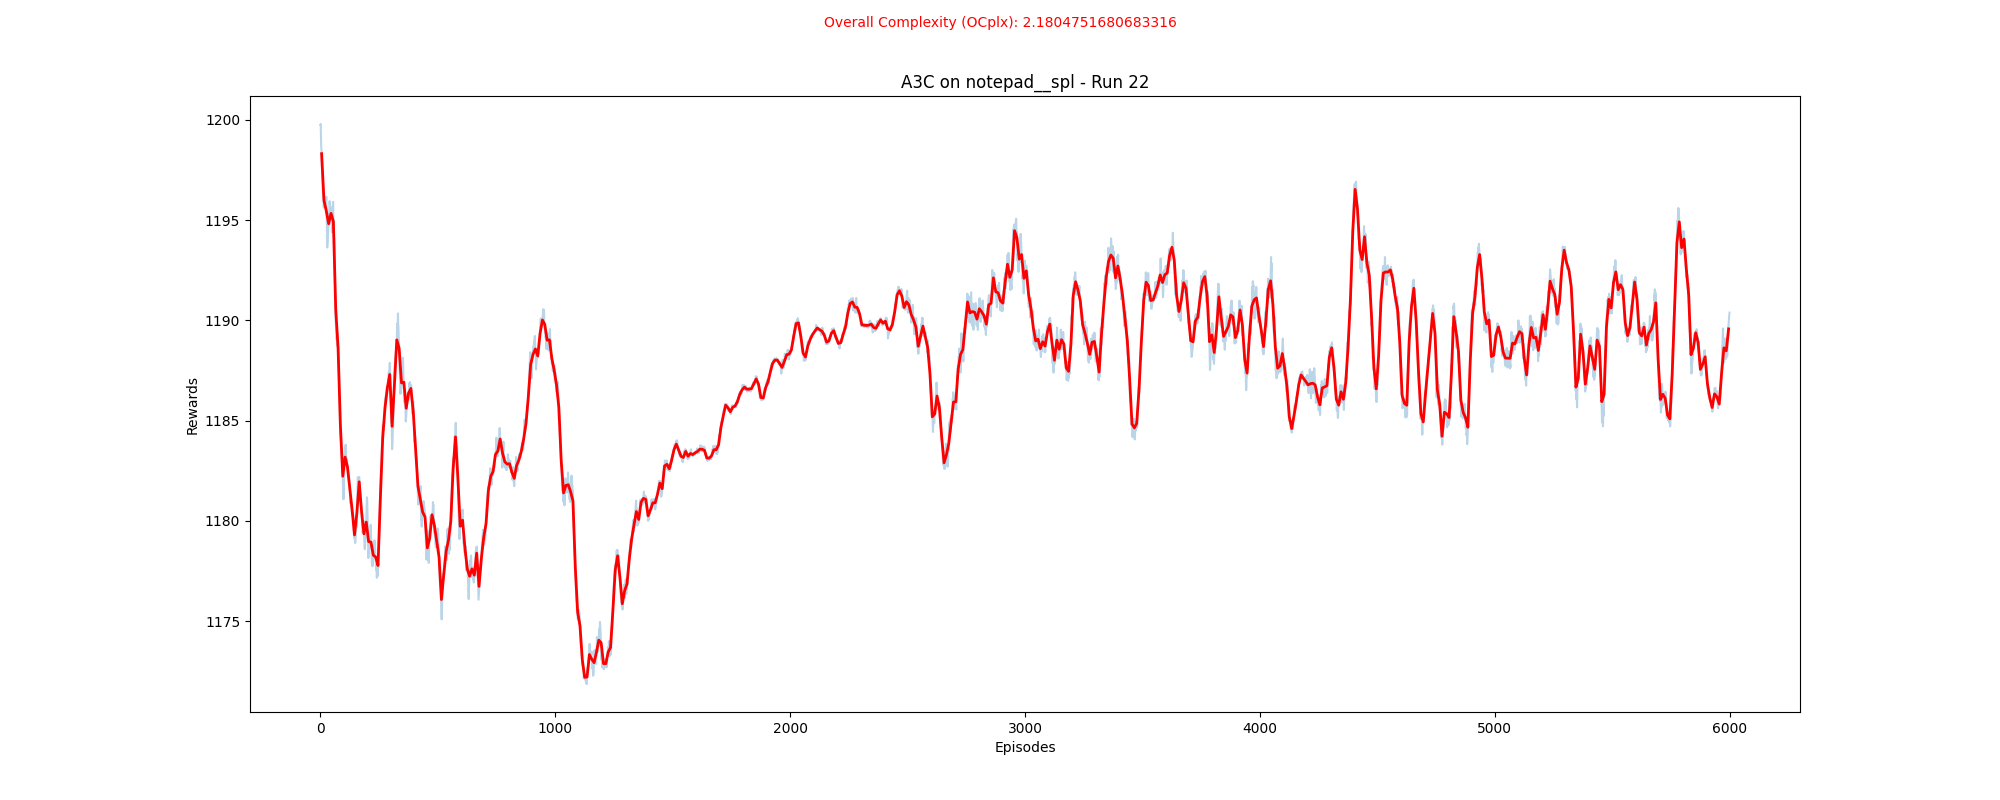 Overall Complexity (OCplx): 2.1804751680683316
A3C on notepad__spl - Run 22
1200
1195
1190
1185
1180
1175
Rewards
0 1000 2000 3000 4000 5000 6000
Episodes